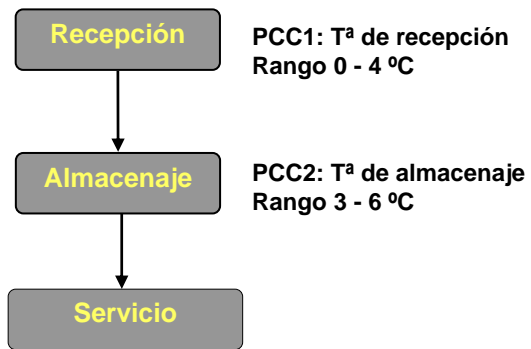 Recepción
PCC1: Tª de recepción
Rango 0 - 4 ºC
Almacenaje
PCC2: Tª de almacenaje
Rango 3 - 6 ºC
Servicio